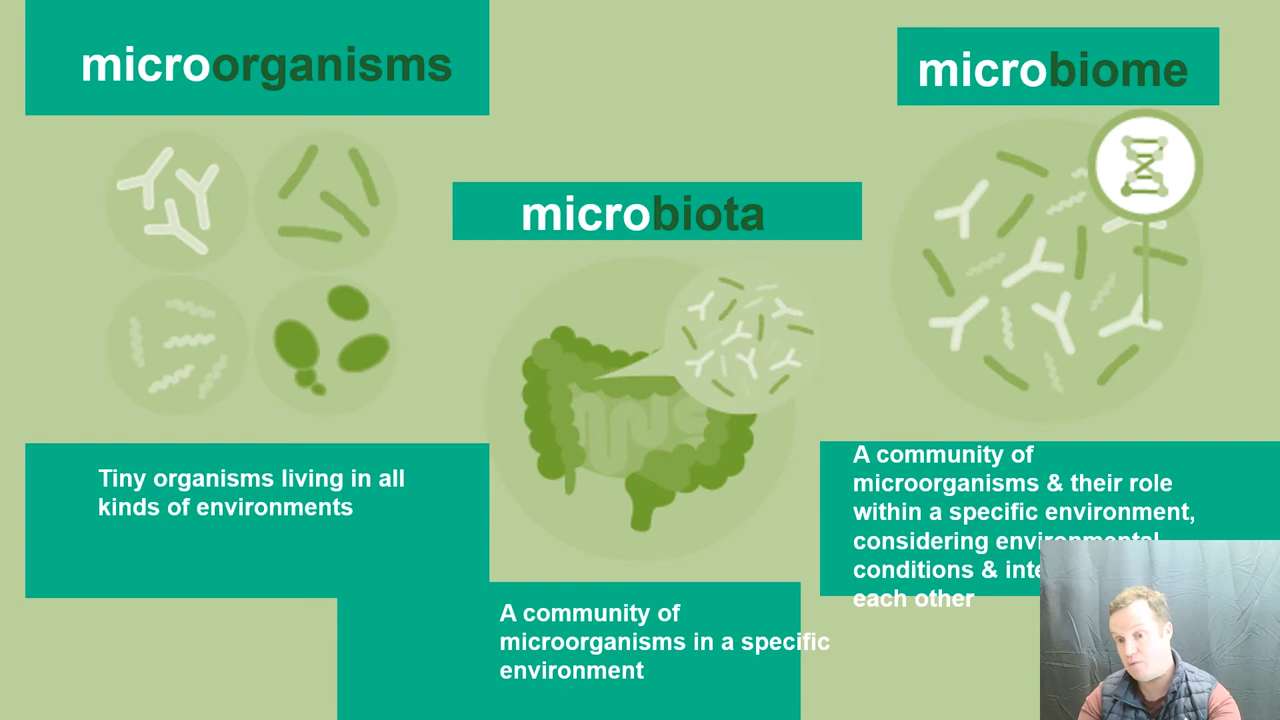 microorganisms
Tiny organisms living in all
kinds of environments
microbiota
A community of
microorganisms in a specific
environment
microbiome
A community of
microorganisms & their role
within a specific environment,
considering environmental
conditions &
each other